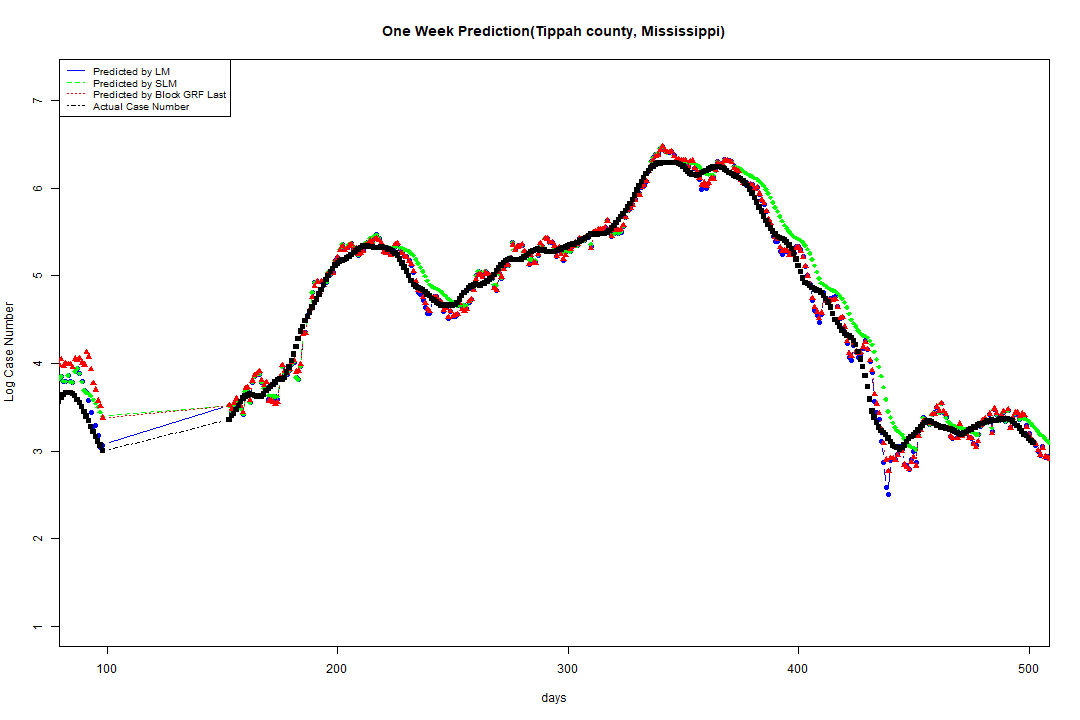 One Week Prediction(Tippah county, Mississippi)
Predicted by LM
Predicted by SLM
Predicted by Block GRF Last
Actual Case Number
7
6
5
4
3
2
1
Log Case Number
100 200 300 400 500
days